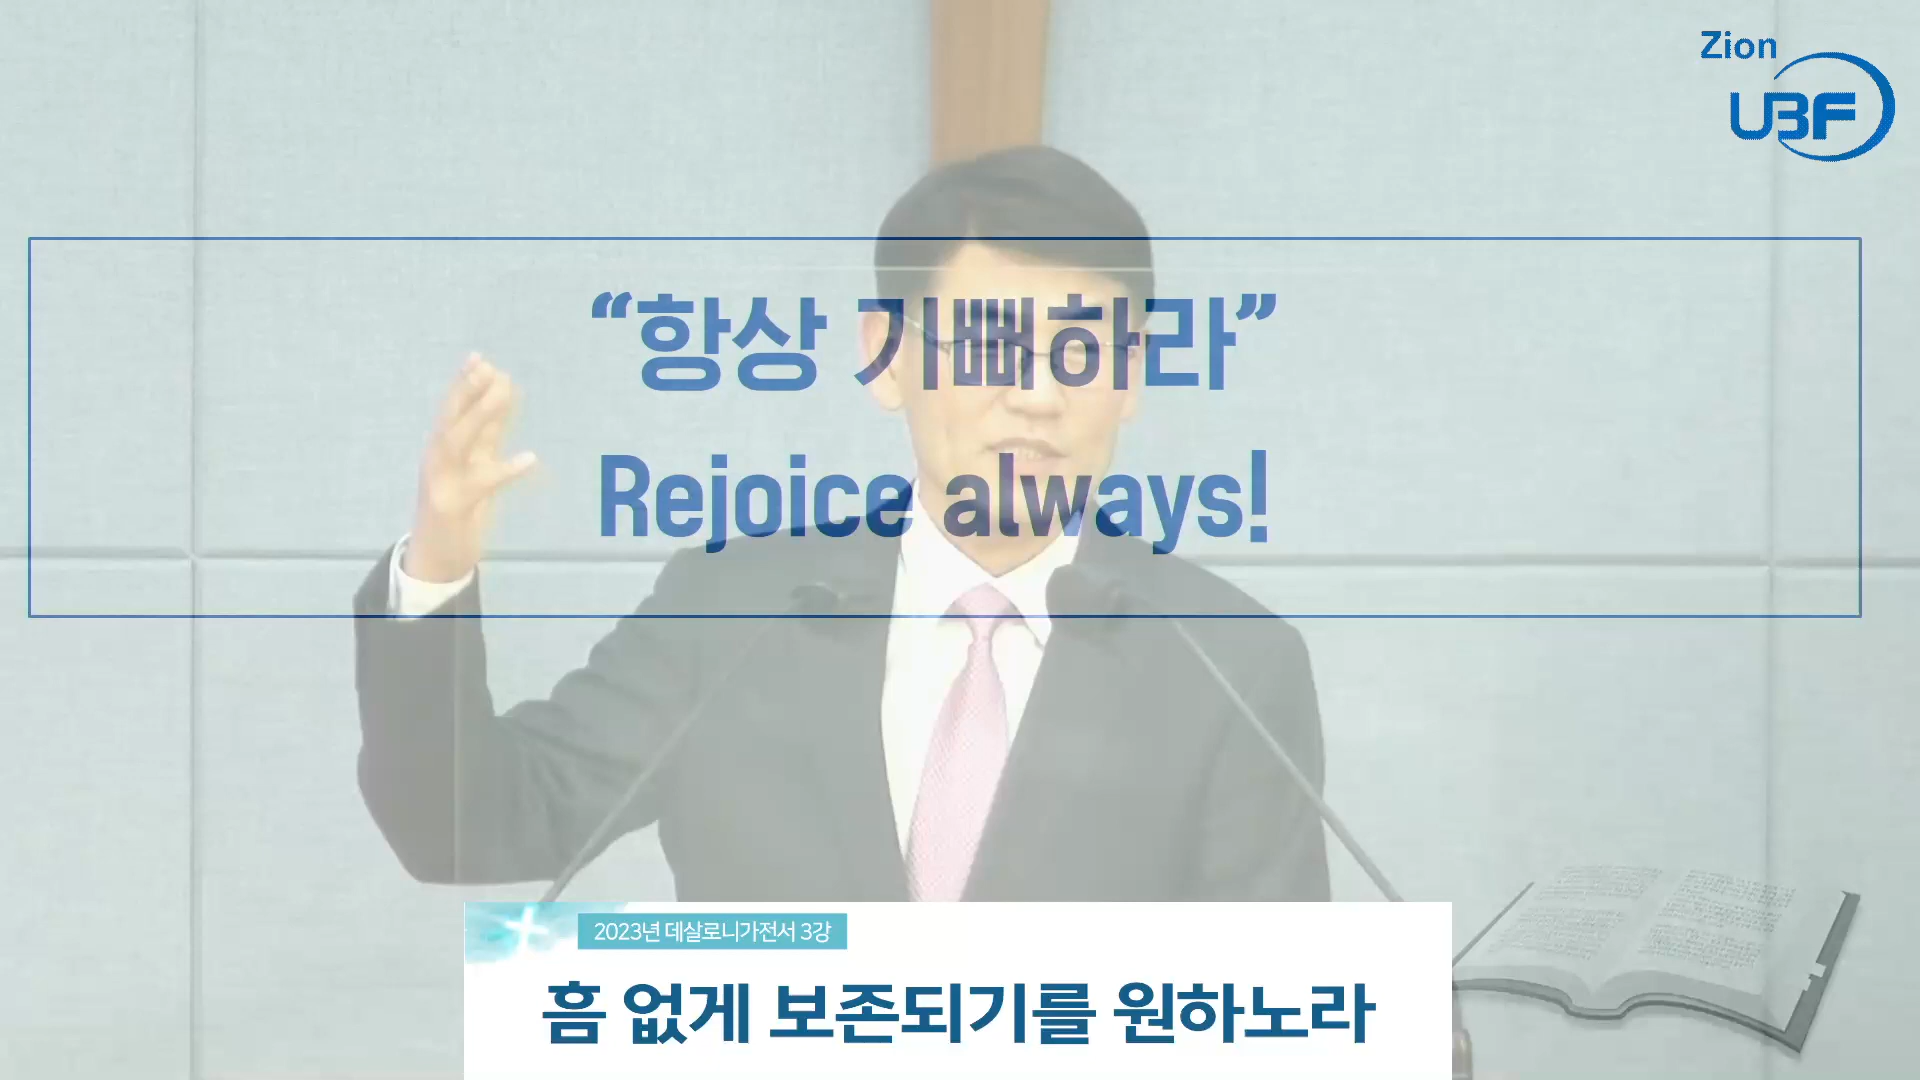 Zion
UBF
“항상 기뻐하라”
Rejoice always!
2023년 데살로니가전서 3강
흠 없게 보존되기를 원하노라